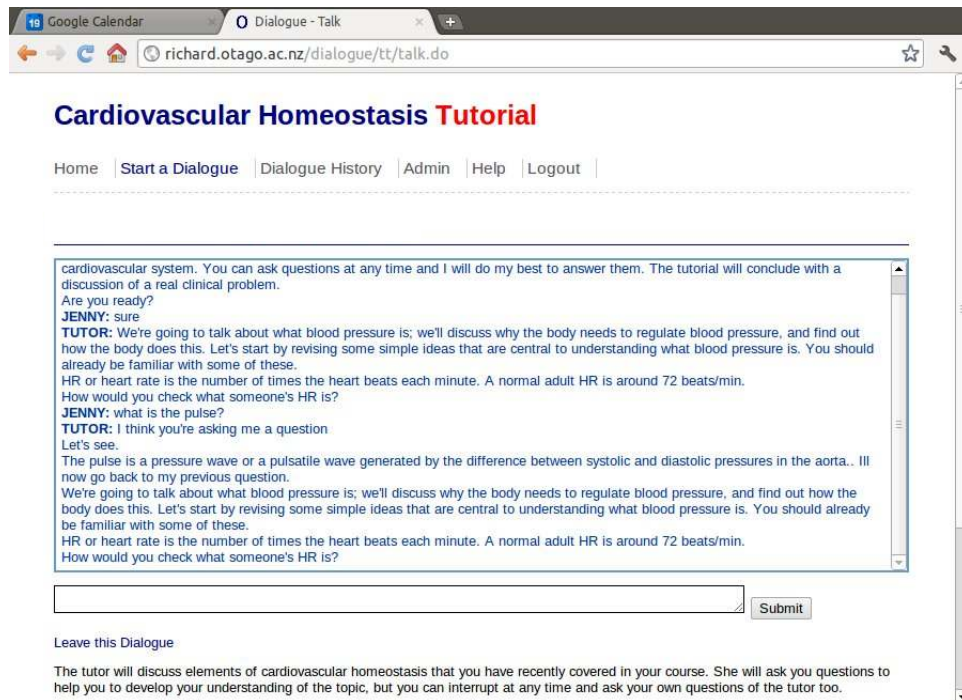 19 Google Calendar
Dialogue - Talk
richard.otago.ac.nz/dialogue/tt/talk.do
Cardiovascular Homeostasis Tutorial
Home Start a Dialogue Dialogue History Admin Help Logout
cardiovascular system. You can ask questions at any time and I will do my best to answer them. The tutorial will conclude with a
discussion of a real clinical problem.
Are you ready?
JENNY: sure
TUTOR: We're going to talk about what blood pressure is; we'll discuss why the body needs to regulate blood pressure, and find out
how the body does this. Let's start by revising some simple ideas that are central to understanding what blood pressure is. You should
already be familiar with some of these.
HR or heart rate is the number of times the heart beats each minute. A normal adult HR is around 72 beats/min.
How would you check what someone's HR is?
JENNY: what is the pulse?
TUTOR: I think you're asking me a question
Let's see.
The pulse is a pressure wave or a pulsatile wave generated by the difference between systolic and diastolic pressures in the aorta.. Ill
now go back to my previous question.
We're going to talk about what blood pressure is; we'll discuss why the body needs to regulate blood pressure, and find out how the
body does this. Let's start by revising some simple ideas that are central to understanding what blood pressure is. You should already
be familiar with some of these.
HR or heart rate is the number of times the heart beats each minute. A normal adult HR is around 72 beats/min.
How would you check what someone's HR is?
Submit
Leave this Dialogue
The tutor will discuss elements of cardiovascular homeostasis that you have recently covered in your course. She will ask you questions to
help you to develop your understanding of the topic, but you can interrupt at any time and ask your own questions of the tutor too.